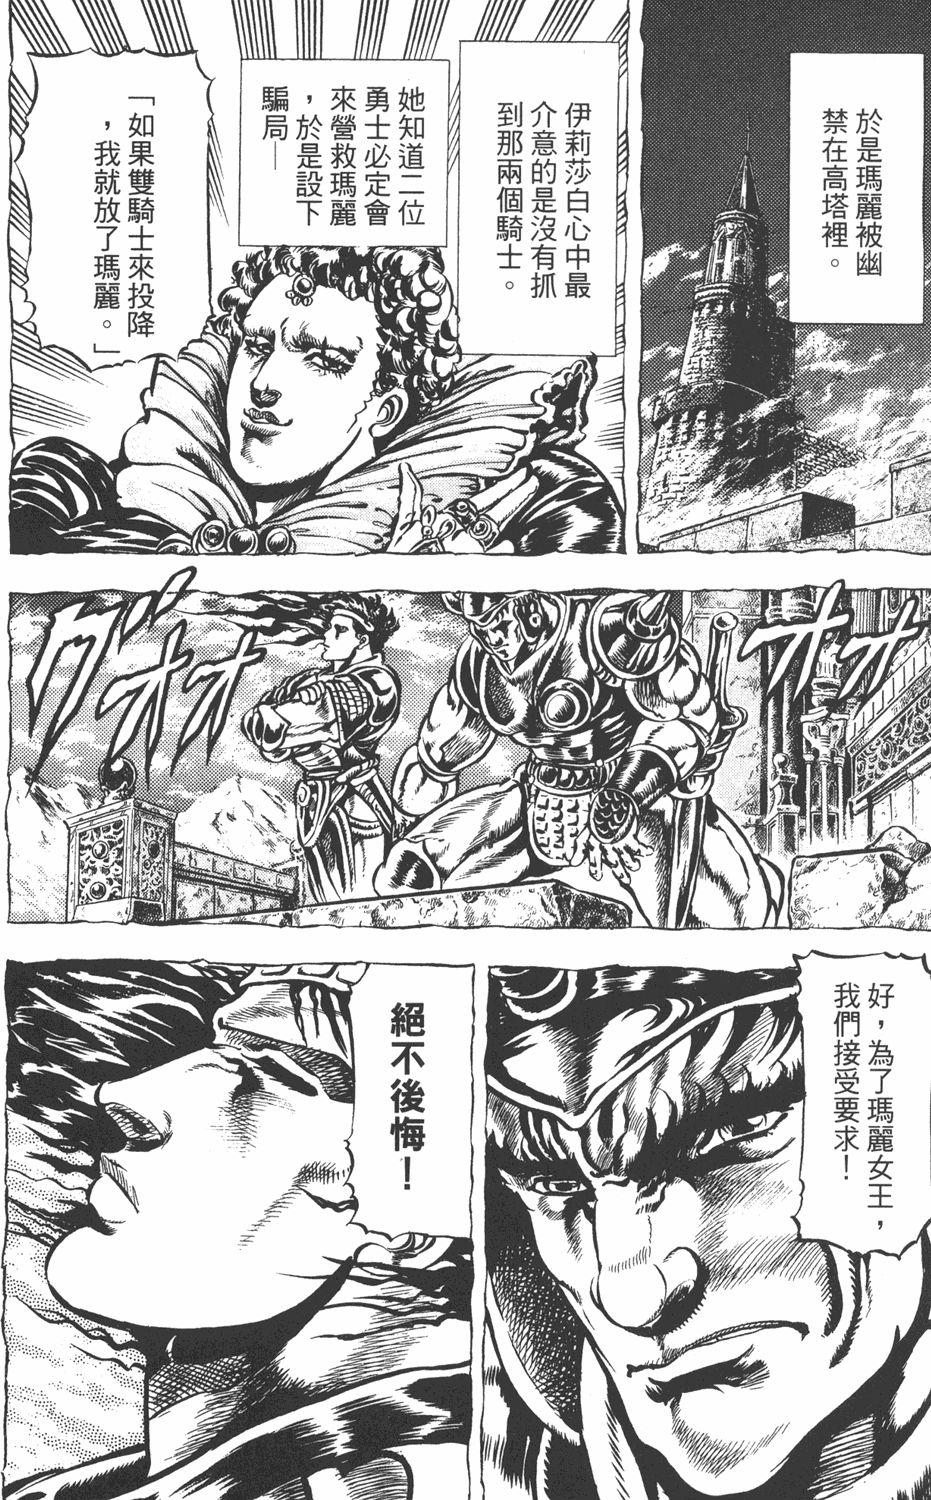 於是瑪麗被幽
禁在高塔裡。
伊莉莎白心中最
介意的是沒有抓
到那兩個騎士。
她知道二位
勇士必定會
來營救瑪麗
，於是設下
騙局—
「如果雙騎士來投降
，我就放了瑪麗。」
グオオ
オオ
好，為了瑪麗女王，
我們接受要求！
絕不後悔！